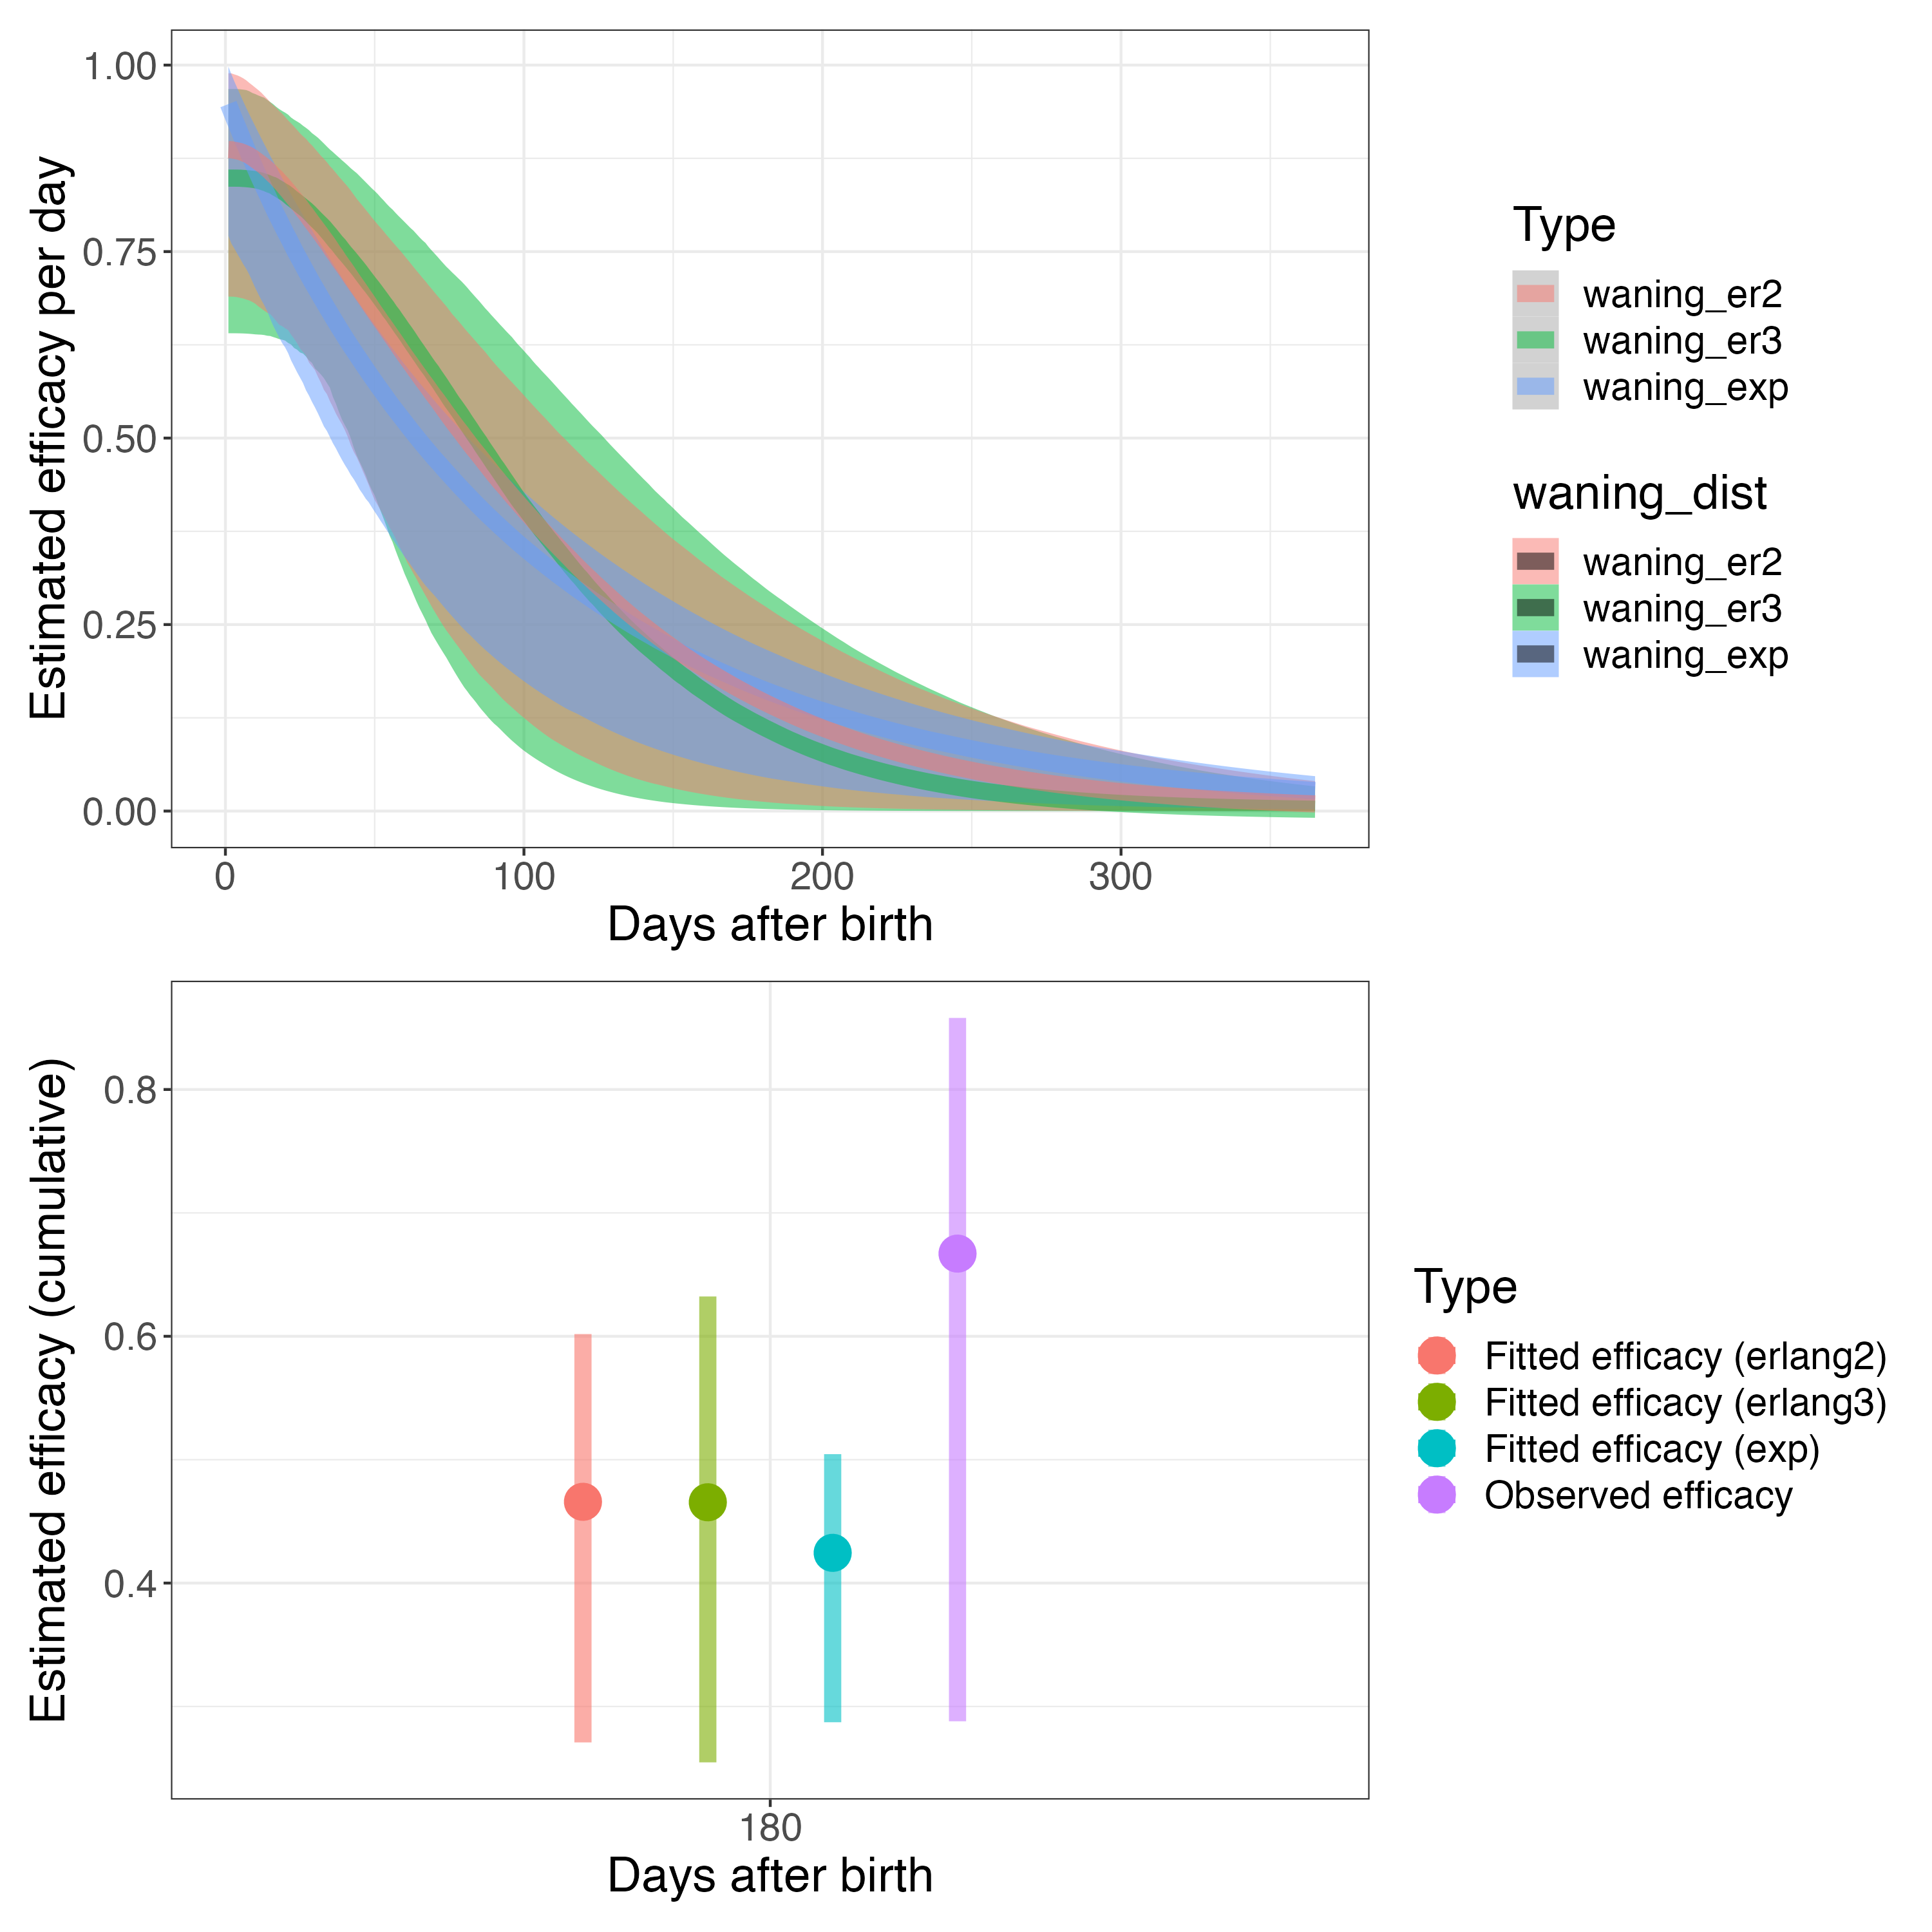 Estimated efficacy per day
1.00
0.75
0.50
0.25
0.00
0
100
200
300
Days after birth
Type
waning_er2
waning_er3
waning_exp
waning_dist
waning_er2
waning_er3
waning_exp
Estimated efficacy (cumulative)
0.8
0.6
0.4
180
Days after birth
Type
Fitted efficacy (erlang2)
Fitted efficacy (erlang3)
Fitted efficacy (exp)
Observed efficacy